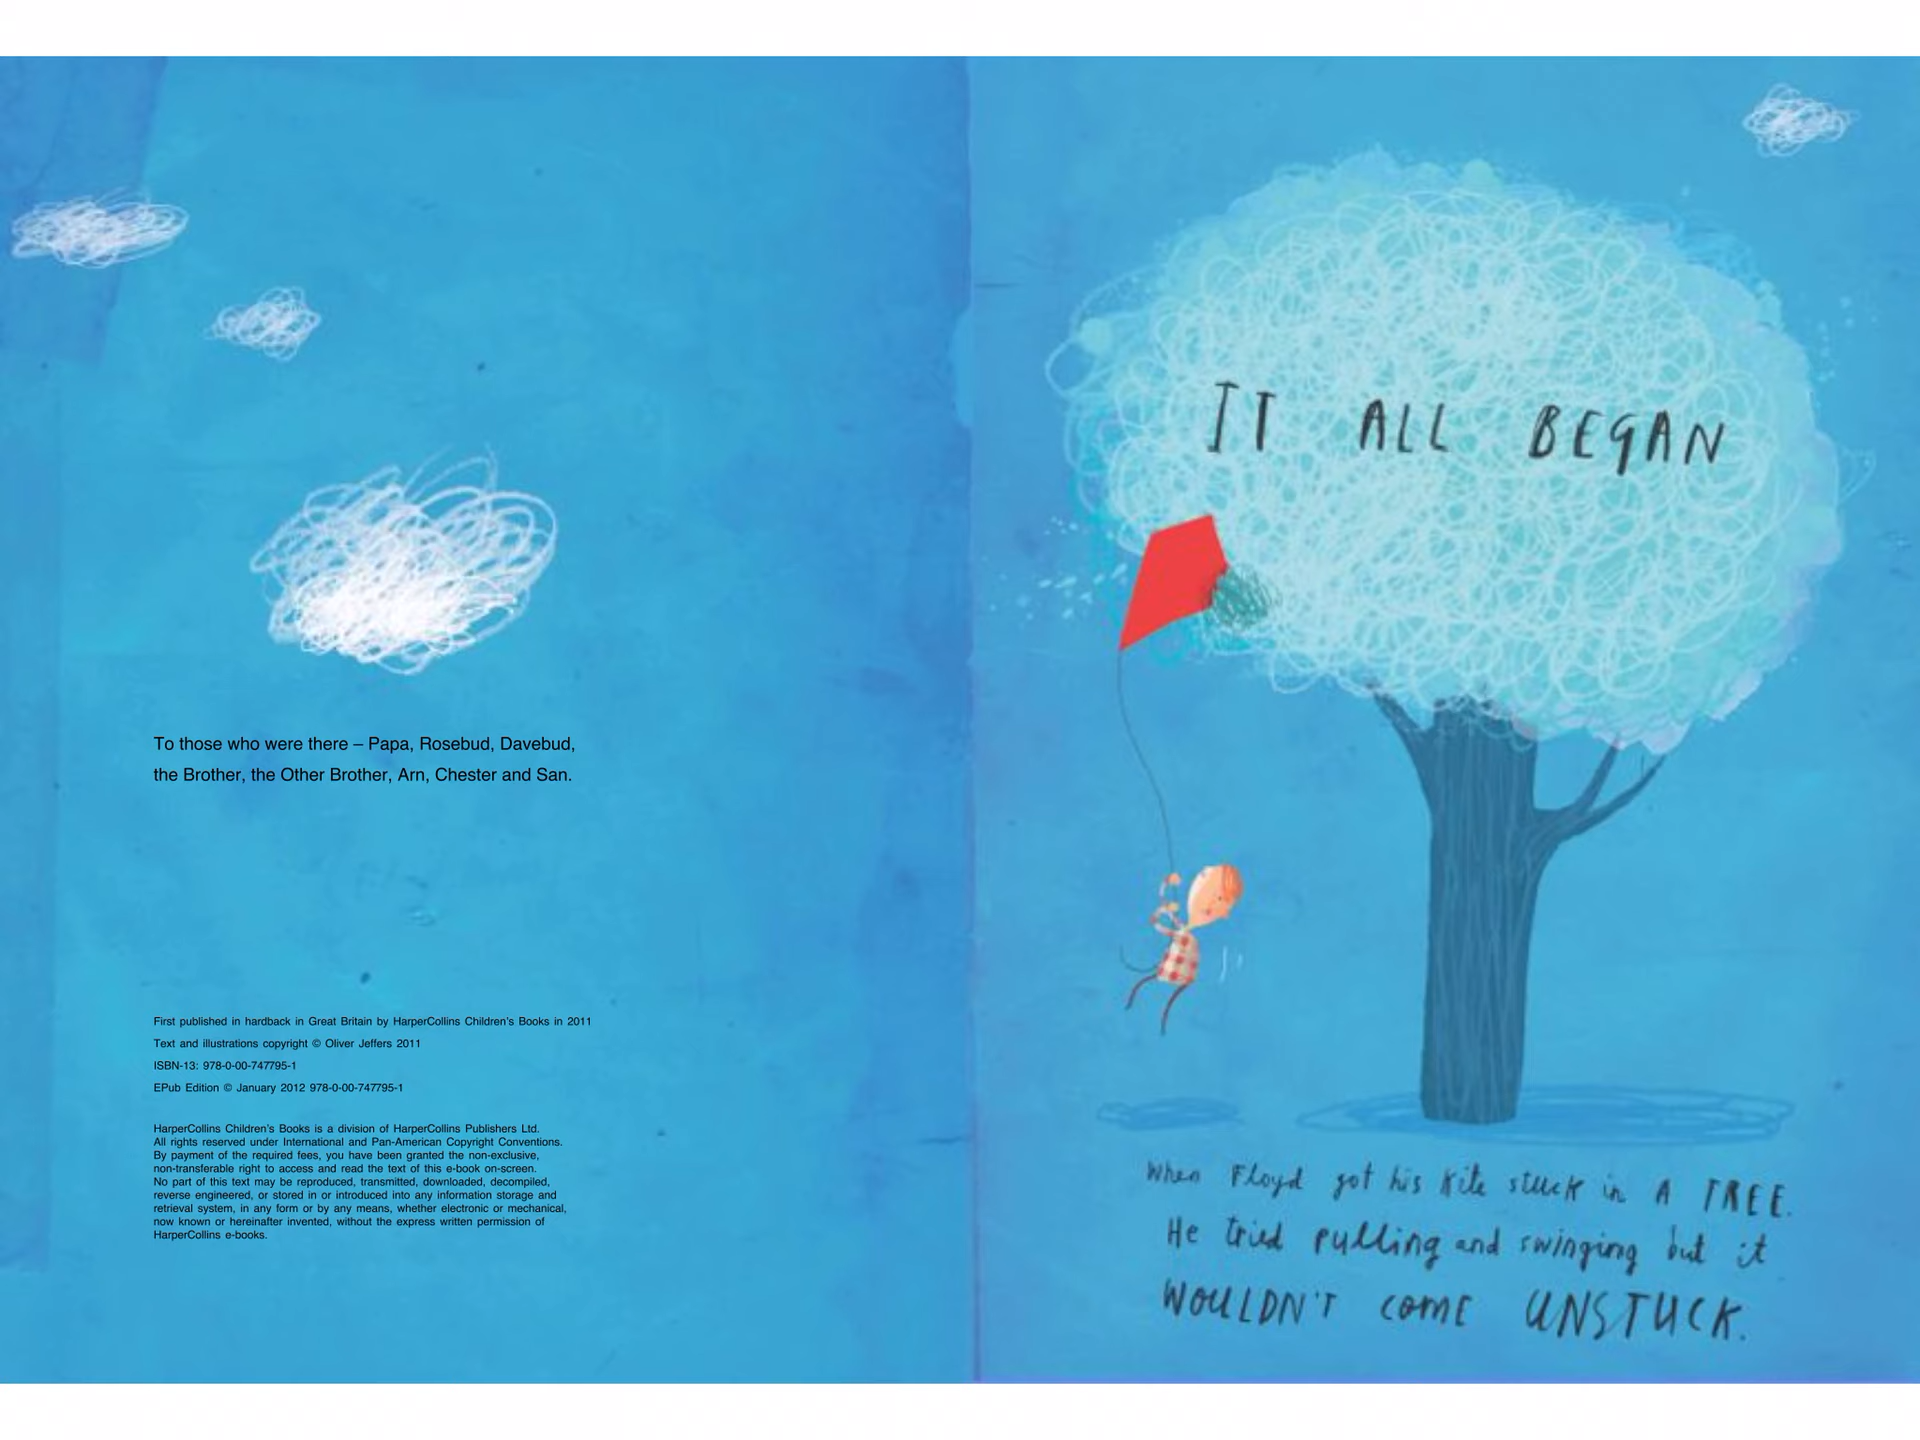 To those who were there – Papa, Rosebud, Davebud,
the Brother, the Other Brother, Arn, Chester and San.
First published in hardback in Great Britain by HarperCollins Children's Books in 2011
Text and illustrations copyright © Oliver Jeffers 2011
ISBN-13: 978-0-00-747795-1
EPub Edition © January 2012 978-0-00-747795-1
HarperCollins Children's Books is a division of HarperCollins Publishers Ltd.
All rights reserved under International and Pan-American Copyright Conventions.
By payment of the required fees, you have been granted the non-exclusive,
non-transferable right to access and read the text of this e-book on-screen.
No part of this text may be reproduced, transmitted, downloaded, decompiled,
reverse engineered, or stored in or introduced into any information storage and
retrieval system, in any form or by any means, whether electronic or mechanical,
now known or hereinafter invented, without the express written permission of
HarperCollins e-books.
IT ALL BEGAN
When Floyd got his kite stuck in A TREE.
He tried pulling and swinging but it
WOULDN'T COME UNSTUCK.